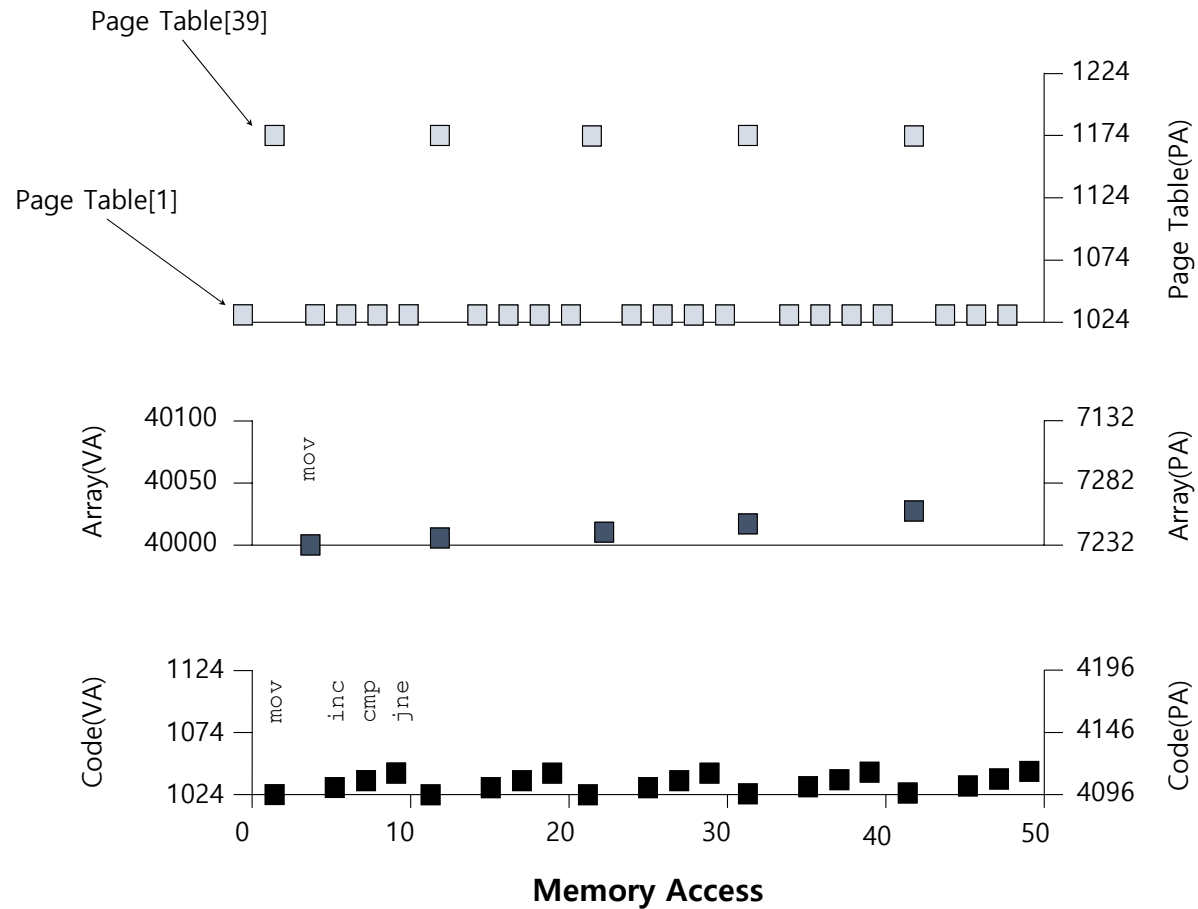 Page Table[39]
Page Table[1]
1224
1174
1124
1074
1024
Page Table(PA)
Array(VA)
40100
40050
40000
mov
7132
7282
7232
Array(PA)
Code(VA)
1124
1074
1024
mov
inc
cmp
jne
4196
4146
4096
Code(PA)
0 10 20 30 40 50
Memory Access